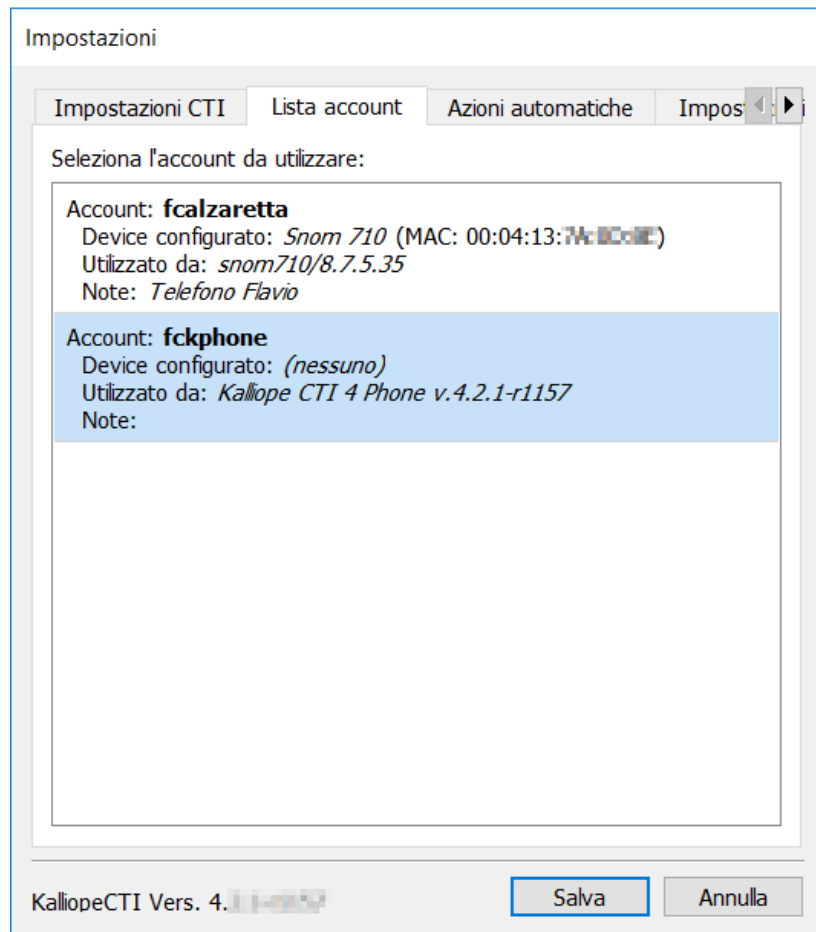 Impostazioni
Impostazioni CTI Lista account Azioni automatiche
Seleziona l'account da utilizzare:
Account: fcalzaretta
Device configurato: Snom 710 (MAC: 00:04:13:
Utilizzato da: snom710/8.7.5.35
Note: Telefono Flavio
Account: fckphone
Device configurato: (nessuno)
Utilizzato da: Kalliope CTI 4 Phone v.4.2.1-r1157
Note:
KalliopeCTI Vers. 4.
Salva Annulla